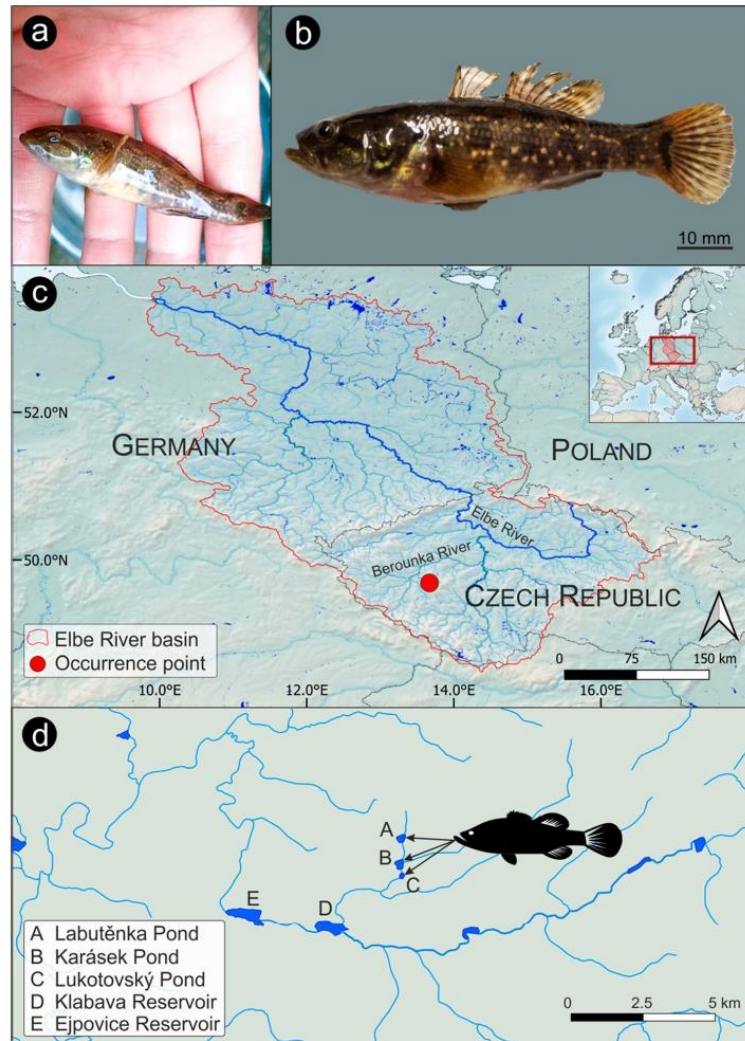 a
b
10 mm
c
52.0°N
GERMANY
POLAND
Elbe River
50.0°N
Berounka River
CZECH REPUBLIC
Elbe River basin
Occurrence point
0 75 150 km
10.0°E 12.0°E 14.0°E 16.0°E
d
A
B
C
E
D
A Labutěnka Pond
B Karásek Pond
C Lukotovský Pond
D Klabava Reservoir
E Ejpovice Reservoir
0 2.5 5 km